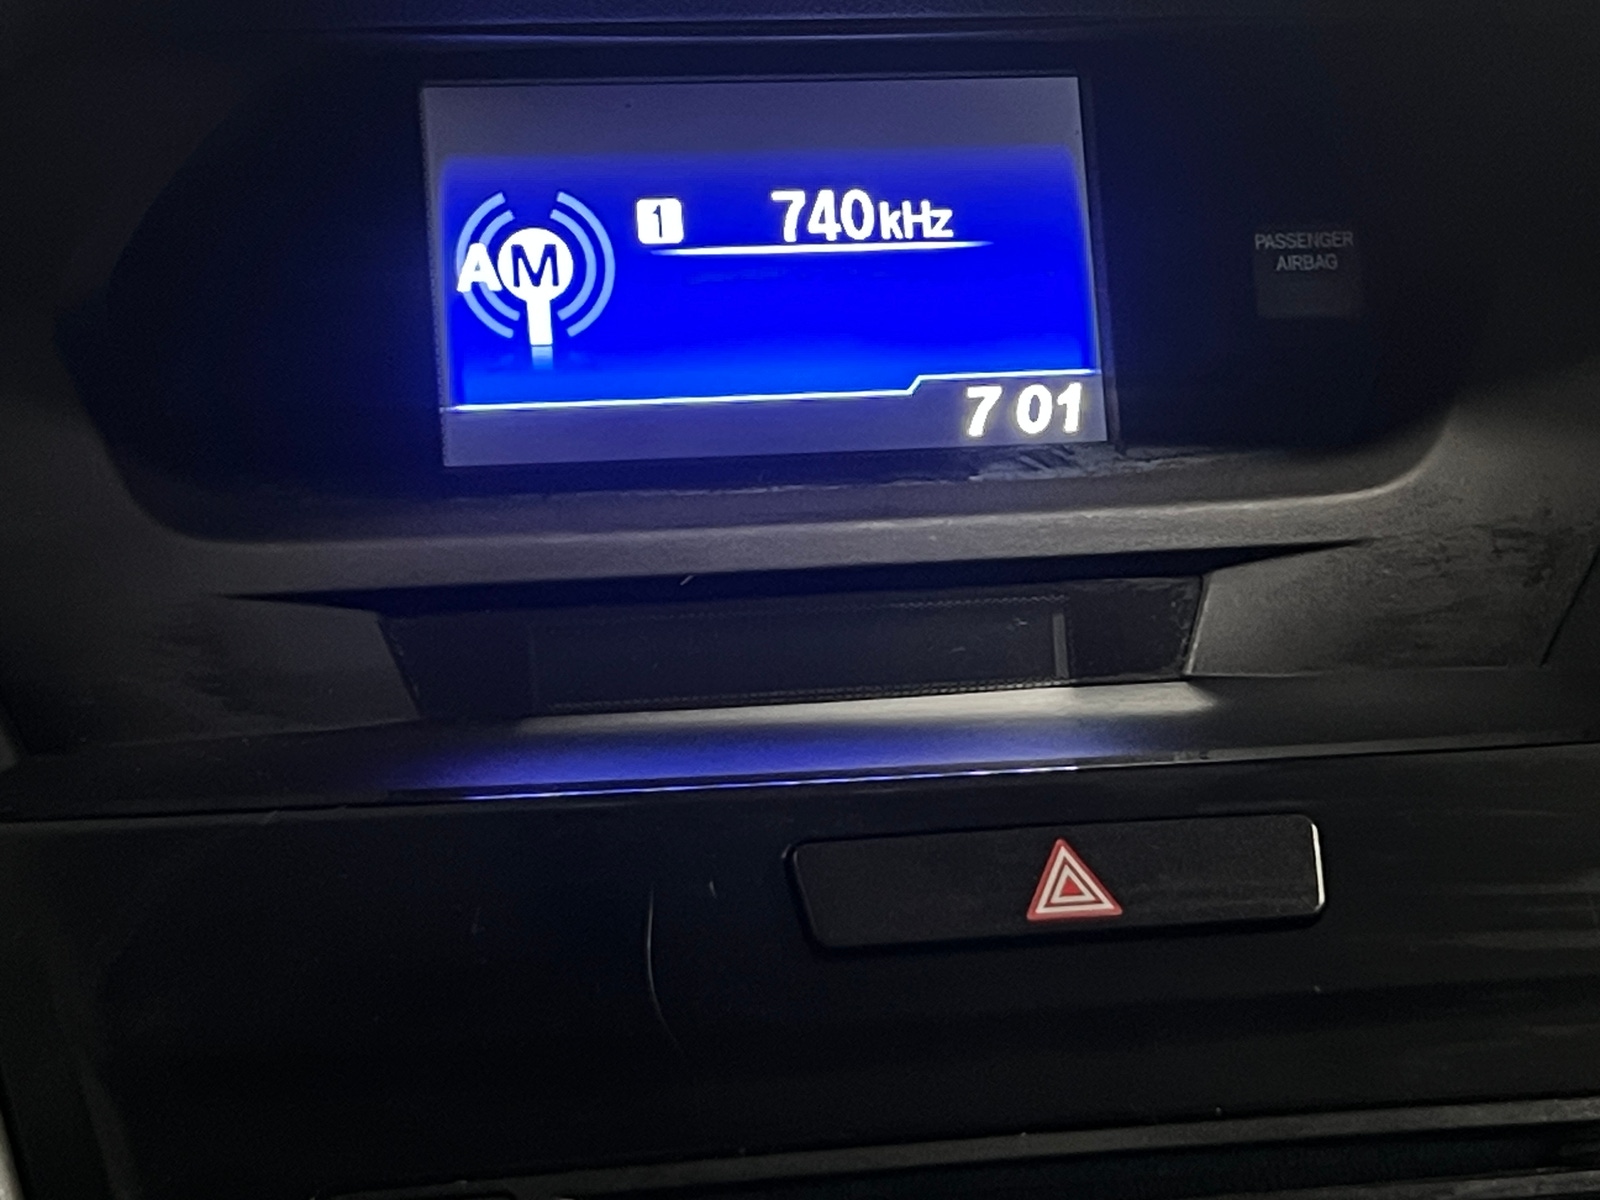 AM 1 740kHz
7 01
PASSENGER
AIRBAG